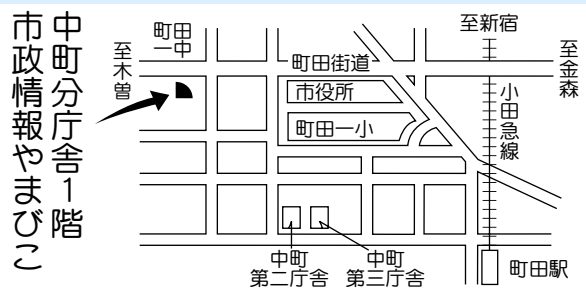 中町分庁舎1階
市政情報やまびこ
至木曽
町田
一中
町田街道
市役所
町田一小
至新宿
至金森
小田急線
中町
第二庁舎
中町
第三庁舎
町田駅